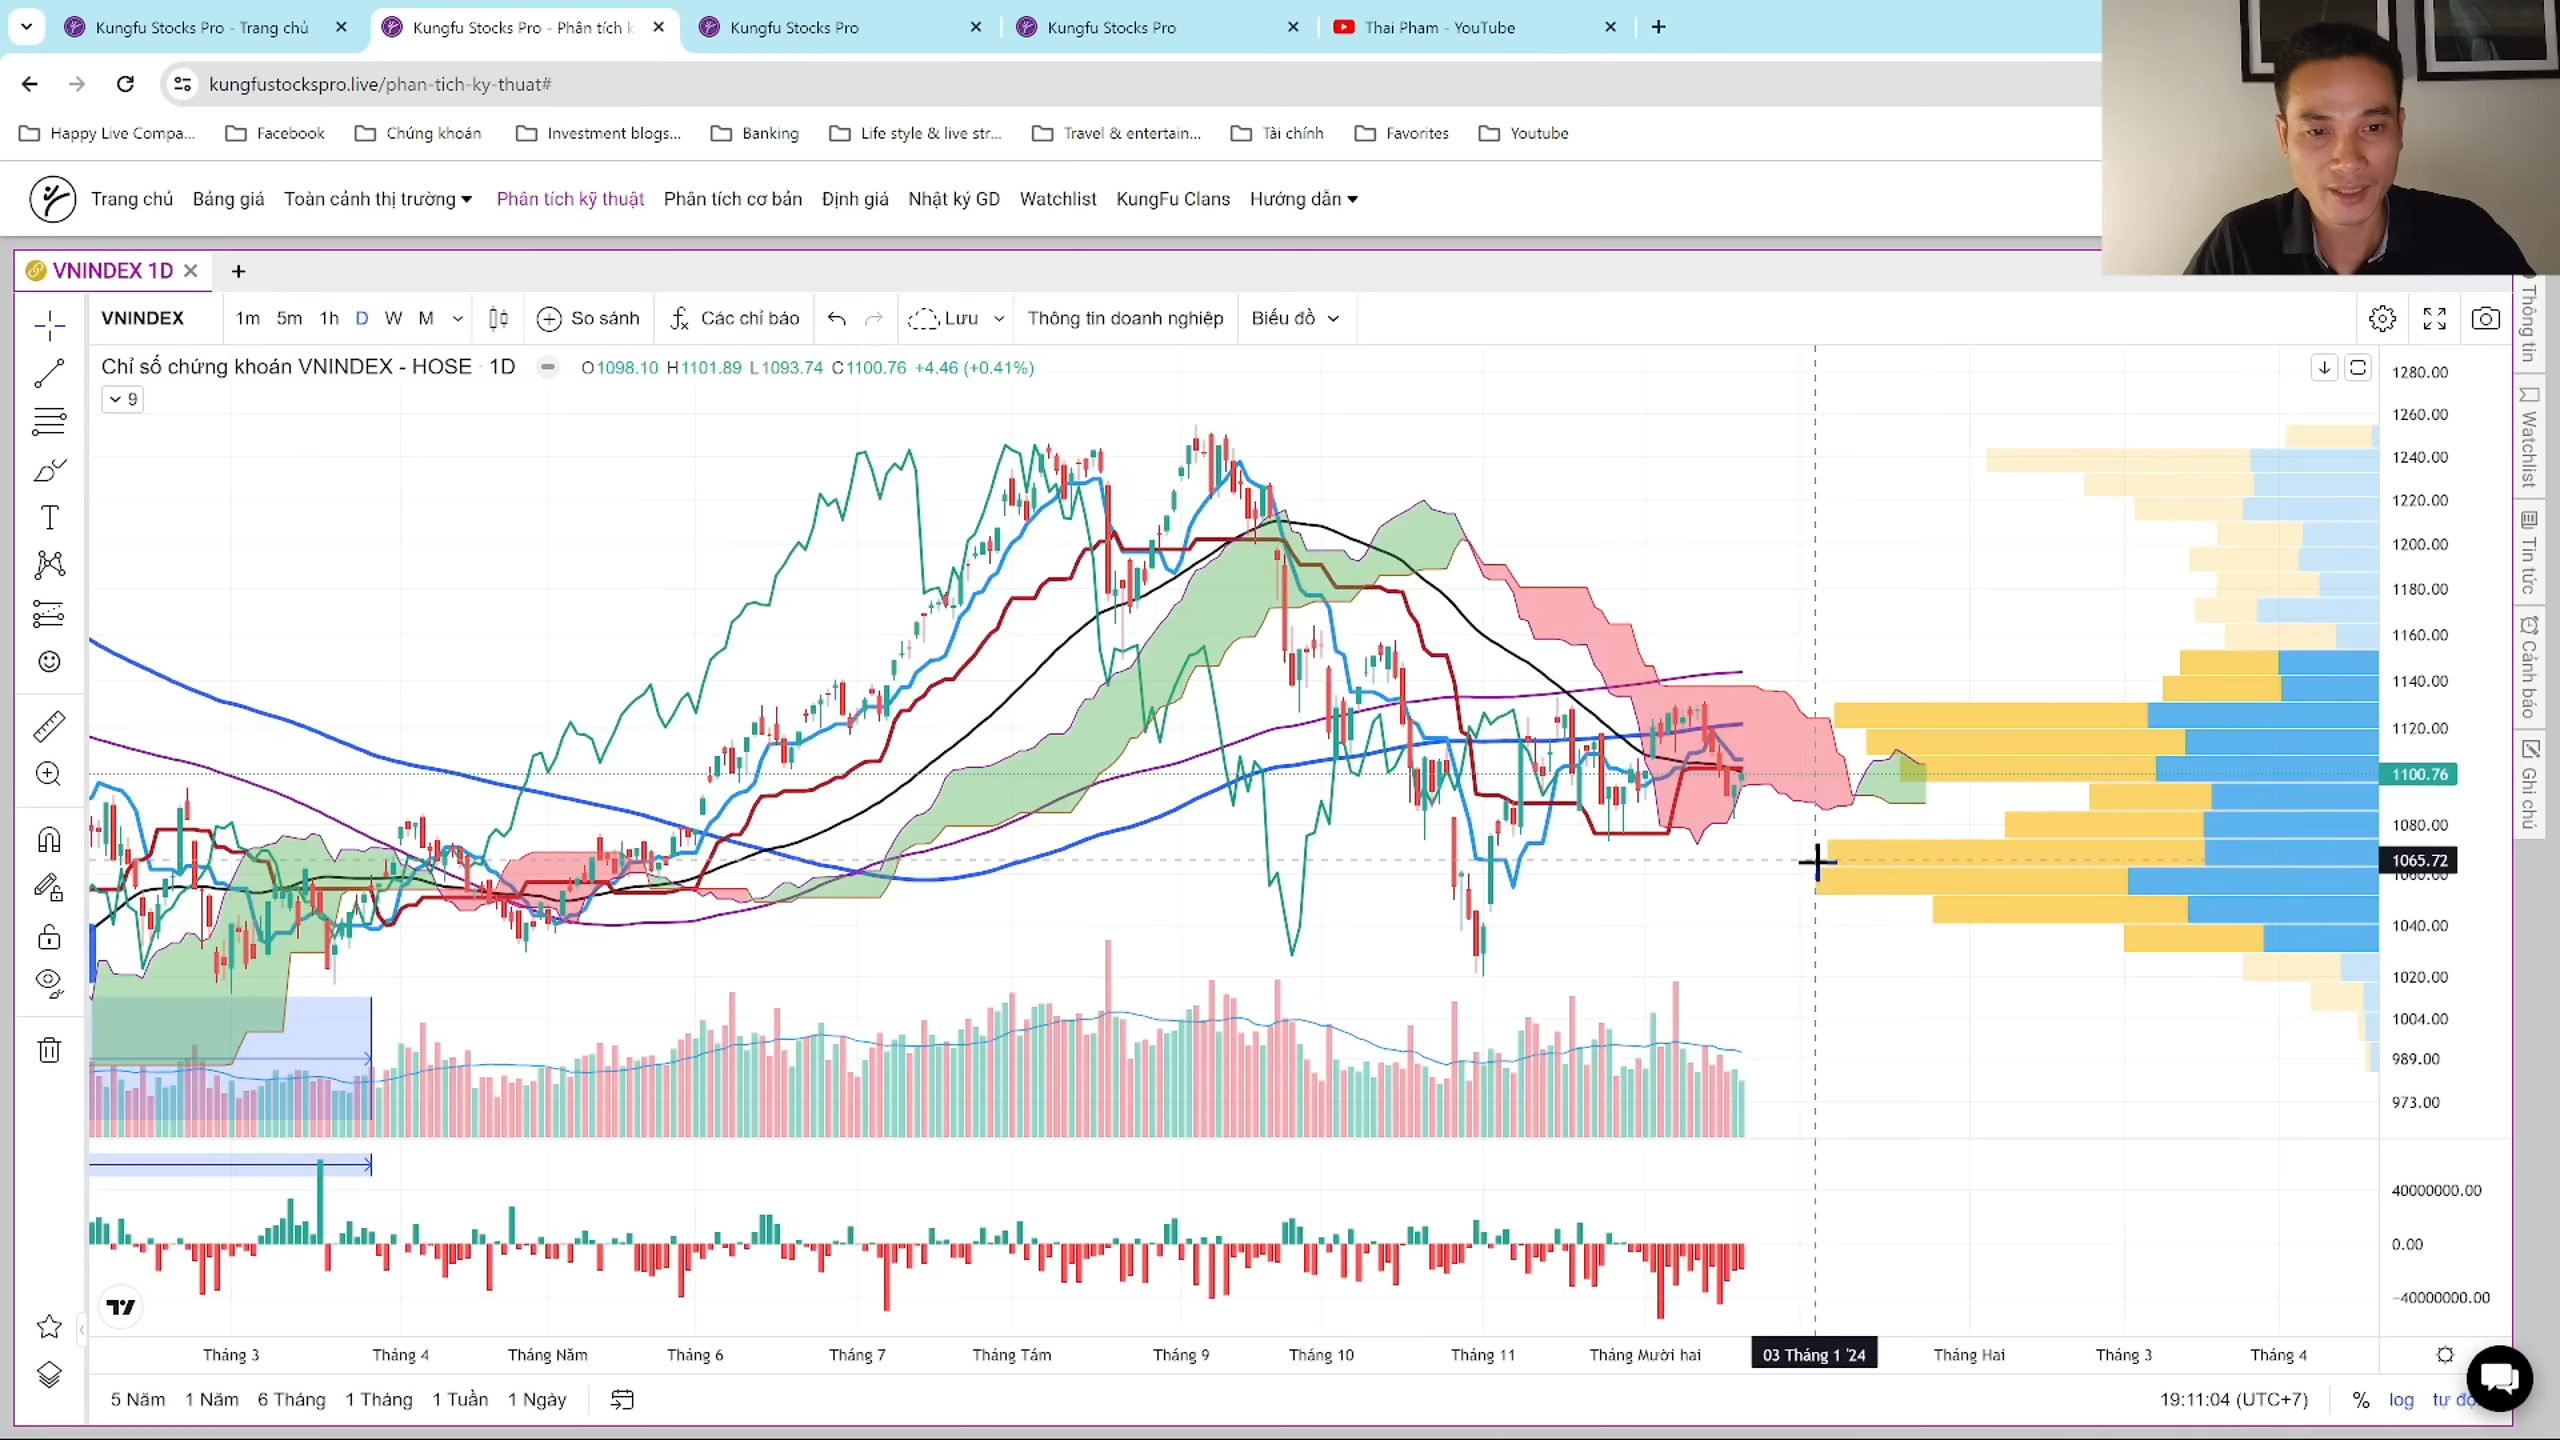 Kungfu Stocks Pro - Trang chủ
Kungfu Stocks Pro - Phân tích k
Kungfu Stocks Pro
Kungfu Stocks Pro
Thai Pham - YouTube
kungfustockspro.live/phan-tich-ky-thuat#
Happy Live Compa...
Facebook
Chứng khoán
Investment blogs...
Banking
Life style & live str...
Travel & entertain...
Tài chính
Favorites
Youtube
Trang chủ
Bảng giá
Toàn cảnh thị trường
Phân tích kỹ thuật
Phân tích cơ bản
Định giá
Nhật ký GD
Watchlist
KungFu Clans
Hướng dẫn
VNINDEX 1D
VNINDEX
1m 5m 1h D W M
So sánh
Các chỉ báo
Lưu
Thông tin doanh nghiệp
Biểu đồ
Chỉ số chứng khoán VNINDEX - HOSE · 1D
O1098.10 H1101.89 L1093.74 C1100.76 +4.46 (+0.41%)
9
1280.00
1260.00
1240.00
1220.00
1200.00
1180.00
1160.00
1140.00
1120.00
1100.76
1080.00
1065.72
1060.00
1040.00
1020.00
1004.00
989.00
973.00
40000000.00
0.00
−40000000.00
Thông tin
Watchlist
Tin tức
Cảnh báo
Ghi chú
Tháng 3
Tháng 4
Tháng Năm
Tháng 6
Tháng 7
Tháng Tám
Tháng 9
Tháng 10
Tháng 11
Tháng Mười hai
03 Tháng 1 '24
Tháng Hai
Tháng 3
Tháng 4
5 Năm 1 Năm 6 Tháng 1 Tháng 1 Tuần 1 Ngày
19:11:04 (UTC+7)
%
log
tự độ